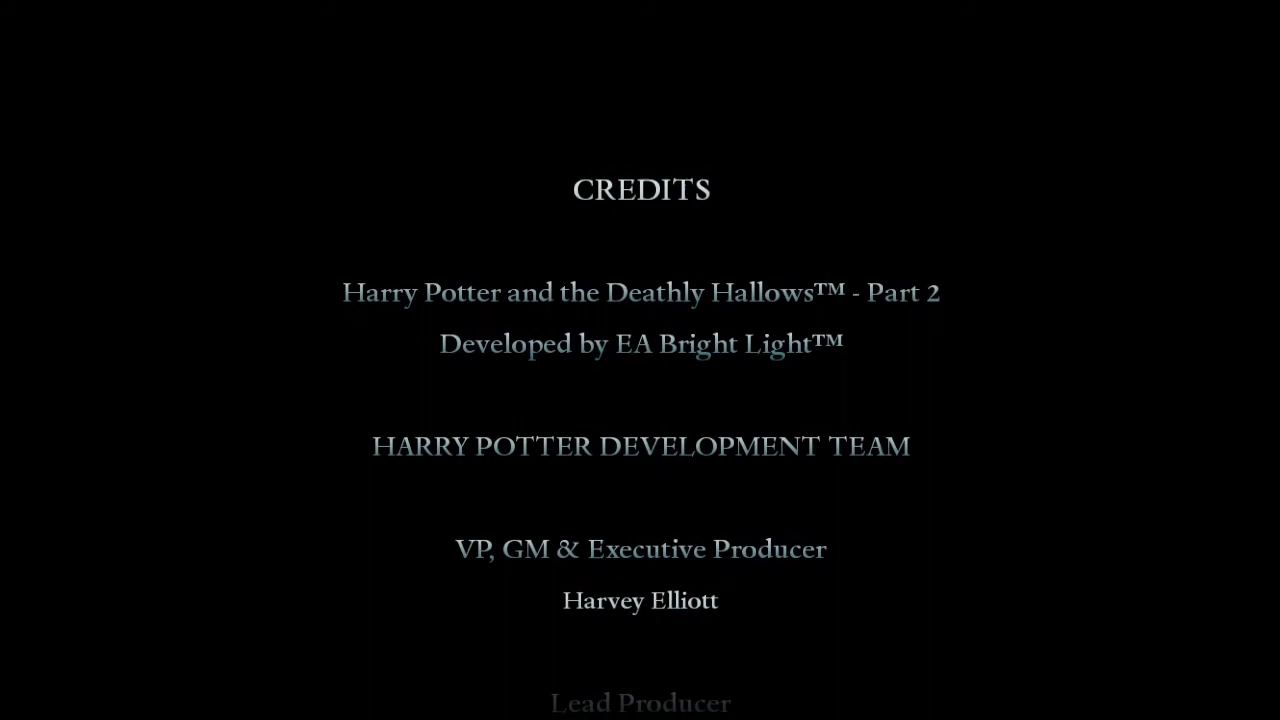 CREDITS
Harry Potter and the Deathly Hallows™ - Part 2
Developed by EA Bright Light™
HARRY POTTER DEVELOPMENT TEAM
VP, GM & Executive Producer
Harvey Elliott
Lead Producer